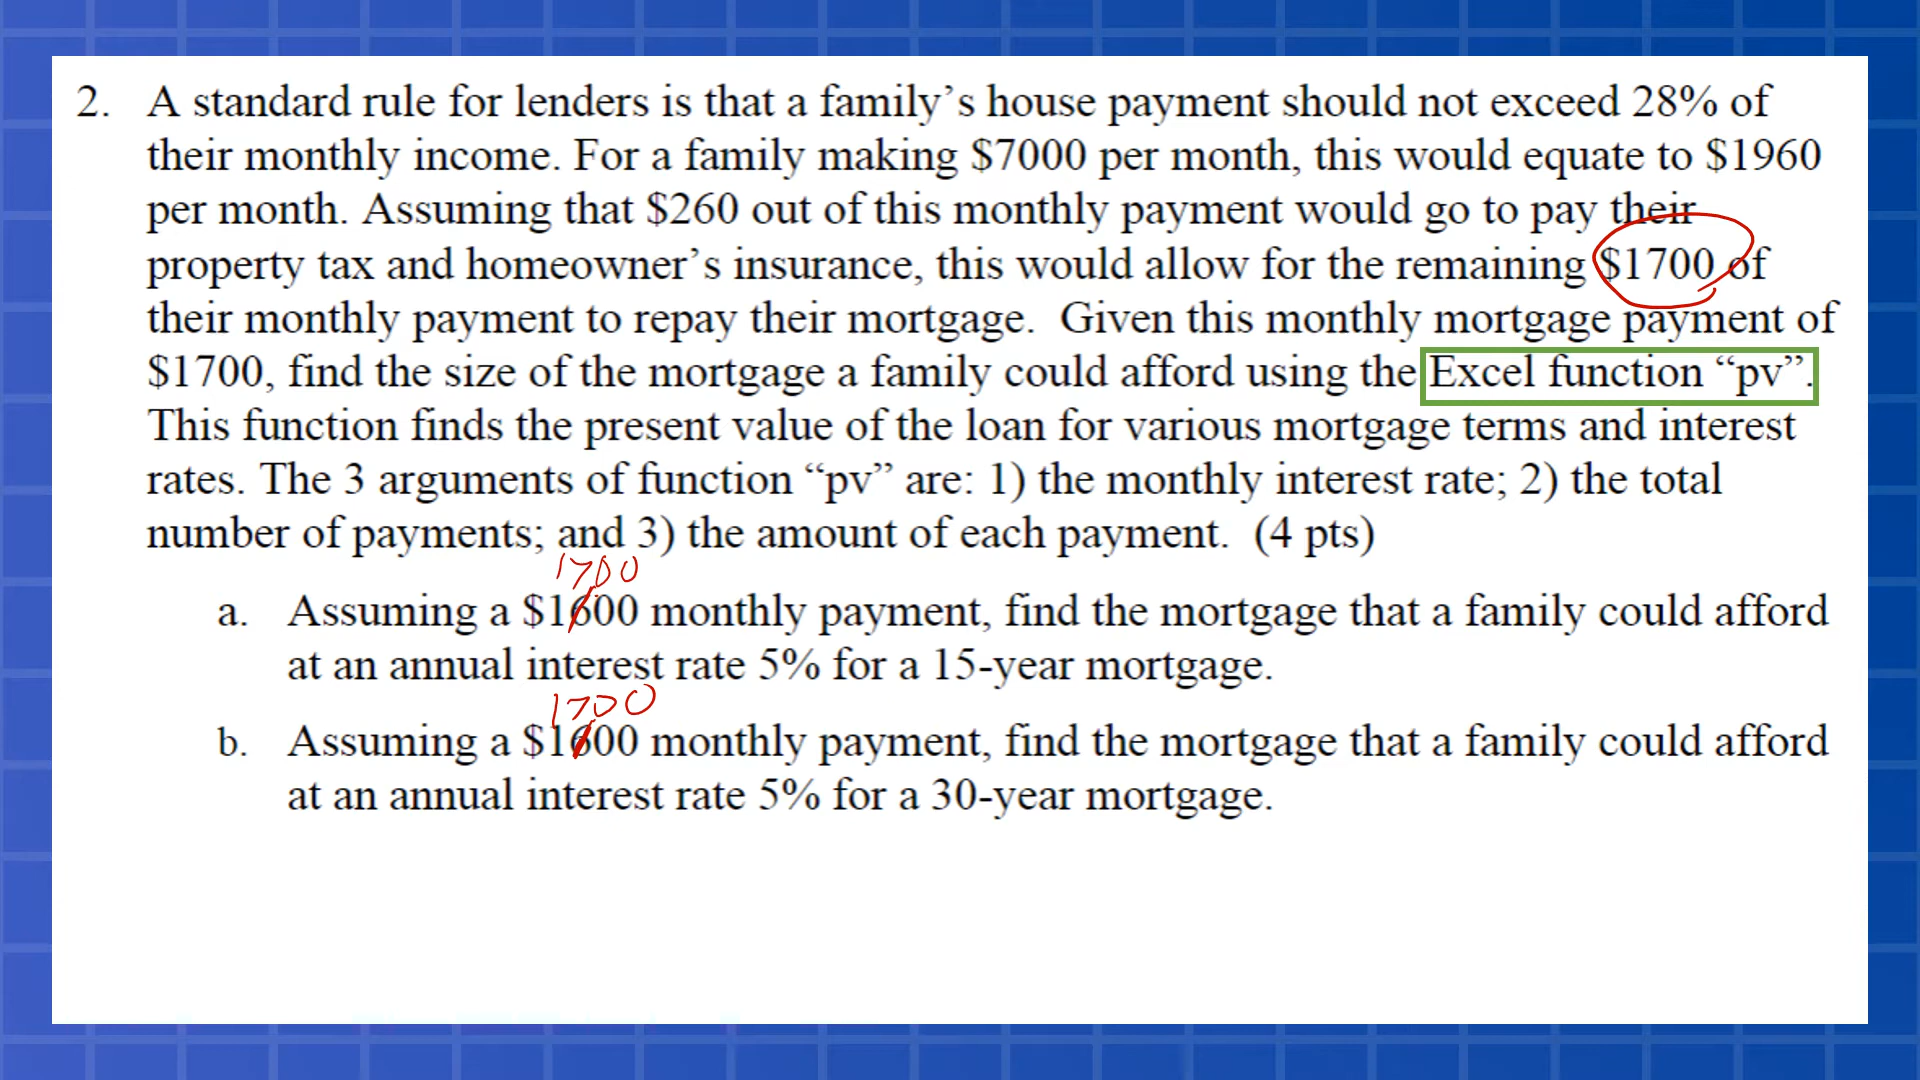 2. A standard rule for lenders is that a family’s house payment should not exceed 28% of
their monthly income. For a family making $7000 per month, this would equate to $1960
per month. Assuming that $260 out of this monthly payment would go to pay their
property tax and homeowner’s insurance, this would allow for the remaining $1700 of
their monthly payment to repay their mortgage.  Given this monthly mortgage payment of
$1700, find the size of the mortgage a family could afford using the Excel function “pv”.
This function finds the present value of the loan for various mortgage terms and interest
rates. The 3 arguments of function “pv” are: 1) the monthly interest rate; 2) the total
number of payments; and 3) the amount of each payment.  (4 pts)
1700
a. Assuming a $1600 monthly payment, find the mortgage that a family could afford
at an annual interest rate 5% for a 15-year mortgage.
1700
b. Assuming a $1600 monthly payment, find the mortgage that a family could afford
at an annual interest rate 5% for a 30-year mortgage.